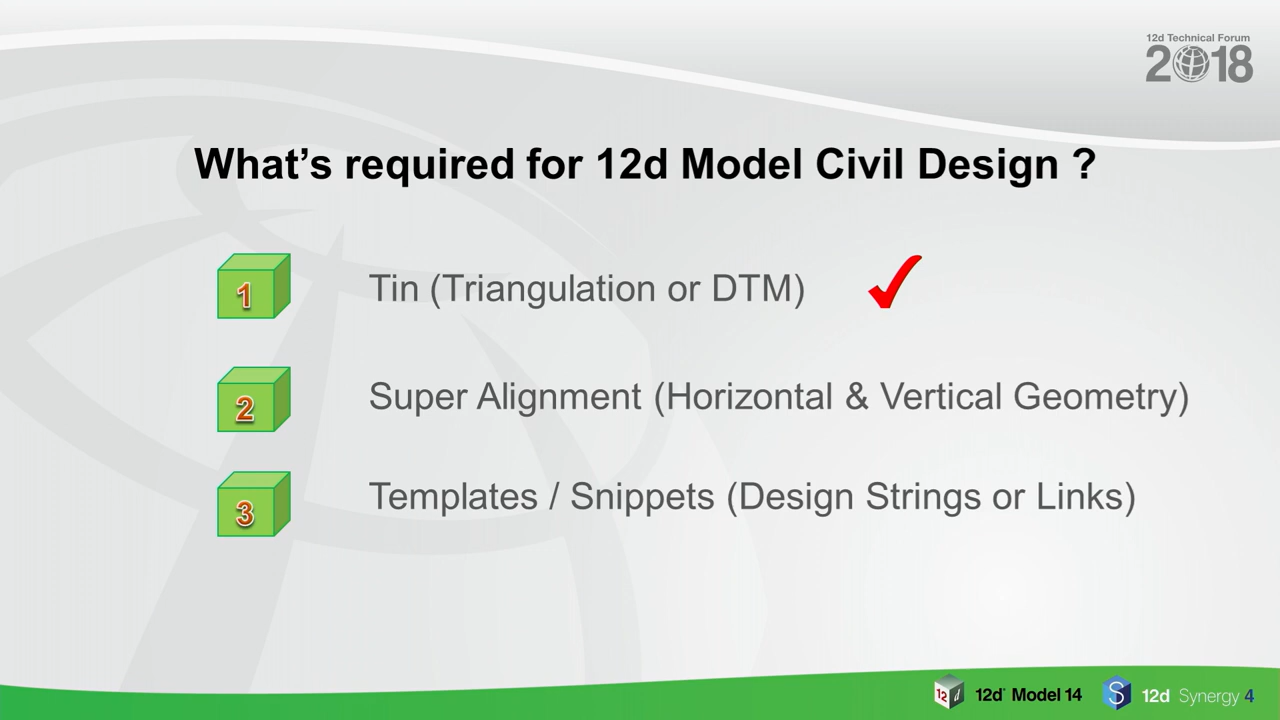 12d Technical Forum
2018
What’s required for 12d Model Civil Design ?
1 Tin (Triangulation or DTM)
2 Super Alignment (Horizontal & Vertical Geometry)
3 Templates / Snippets (Design Strings or Links)
12d 12d® Model 14 S 12d Synergy 4